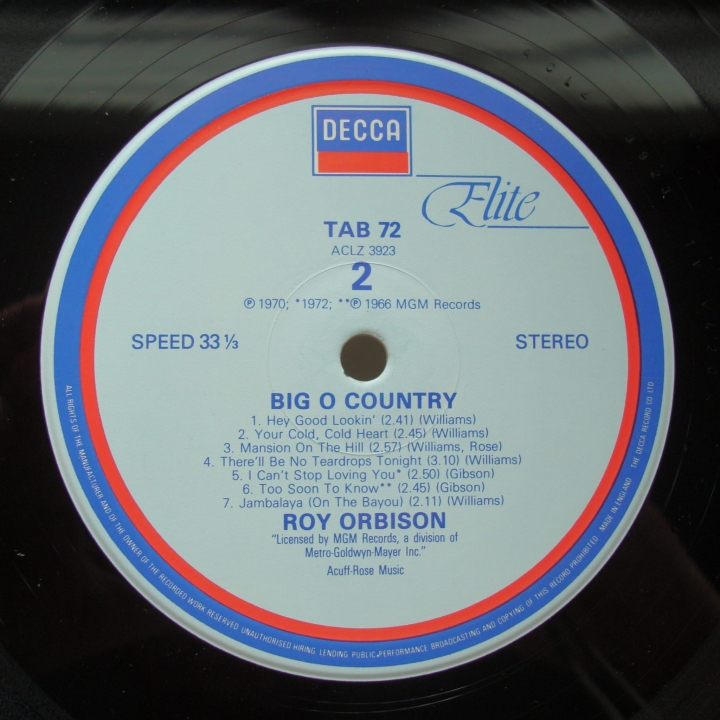 DECCA
Elite
TAB 72
ACLZ 3923
2
℗ 1970; *1972; **℗ 1966 MGM Records
SPEED 33 ⅓
STEREO
BIG O COUNTRY
1. Hey Good Lookin' (2.41) (Williams)
2. Your Cold, Cold Heart (2.45) (Williams)
3. Mansion On The Hill (2.57) (Williams, Rose)
4. There'll Be No Teardrops Tonight (3.10) (Williams)
5. I Can't Stop Loving You* (2.50) (Gibson)
6. Too Soon To Know** (2.45) (Gibson)
7. Jambalaya (On The Bayou) (2.11) (Williams)
ROY ORBISON
"Licensed by MGM Records, a division of
Metro-Goldwyn-Mayer Inc."
Acuff-Rose Music
ALL RIGHTS OF THE MANUFACTURER AND OF THE OWNER OF THE RECORDED WORK RESERVED UNAUTHORISED HIRING LENDING PUBLIC PERFORMANCE BROADCASTING AND COPYING OF THIS RECORD PROHIBITED MADE IN ENGLAND THE DECCA RECORD CO LTD